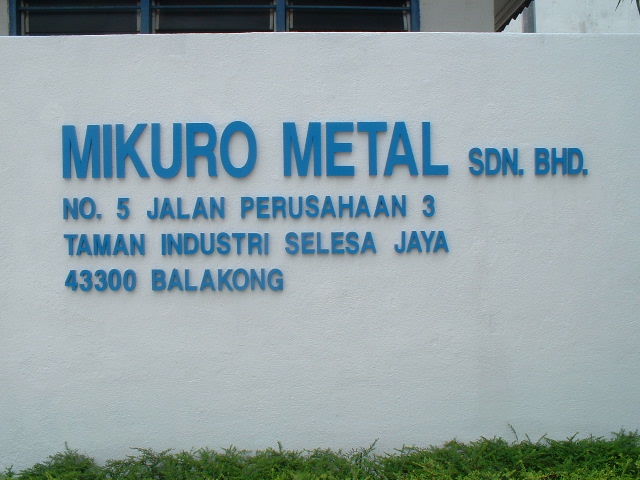 MIKURO METAL SDN. BHD.
NO. 5 JALAN PERUSAHAAN 3
TAMAN INDUSTRI SELESA JAYA
43300 BALAKONG